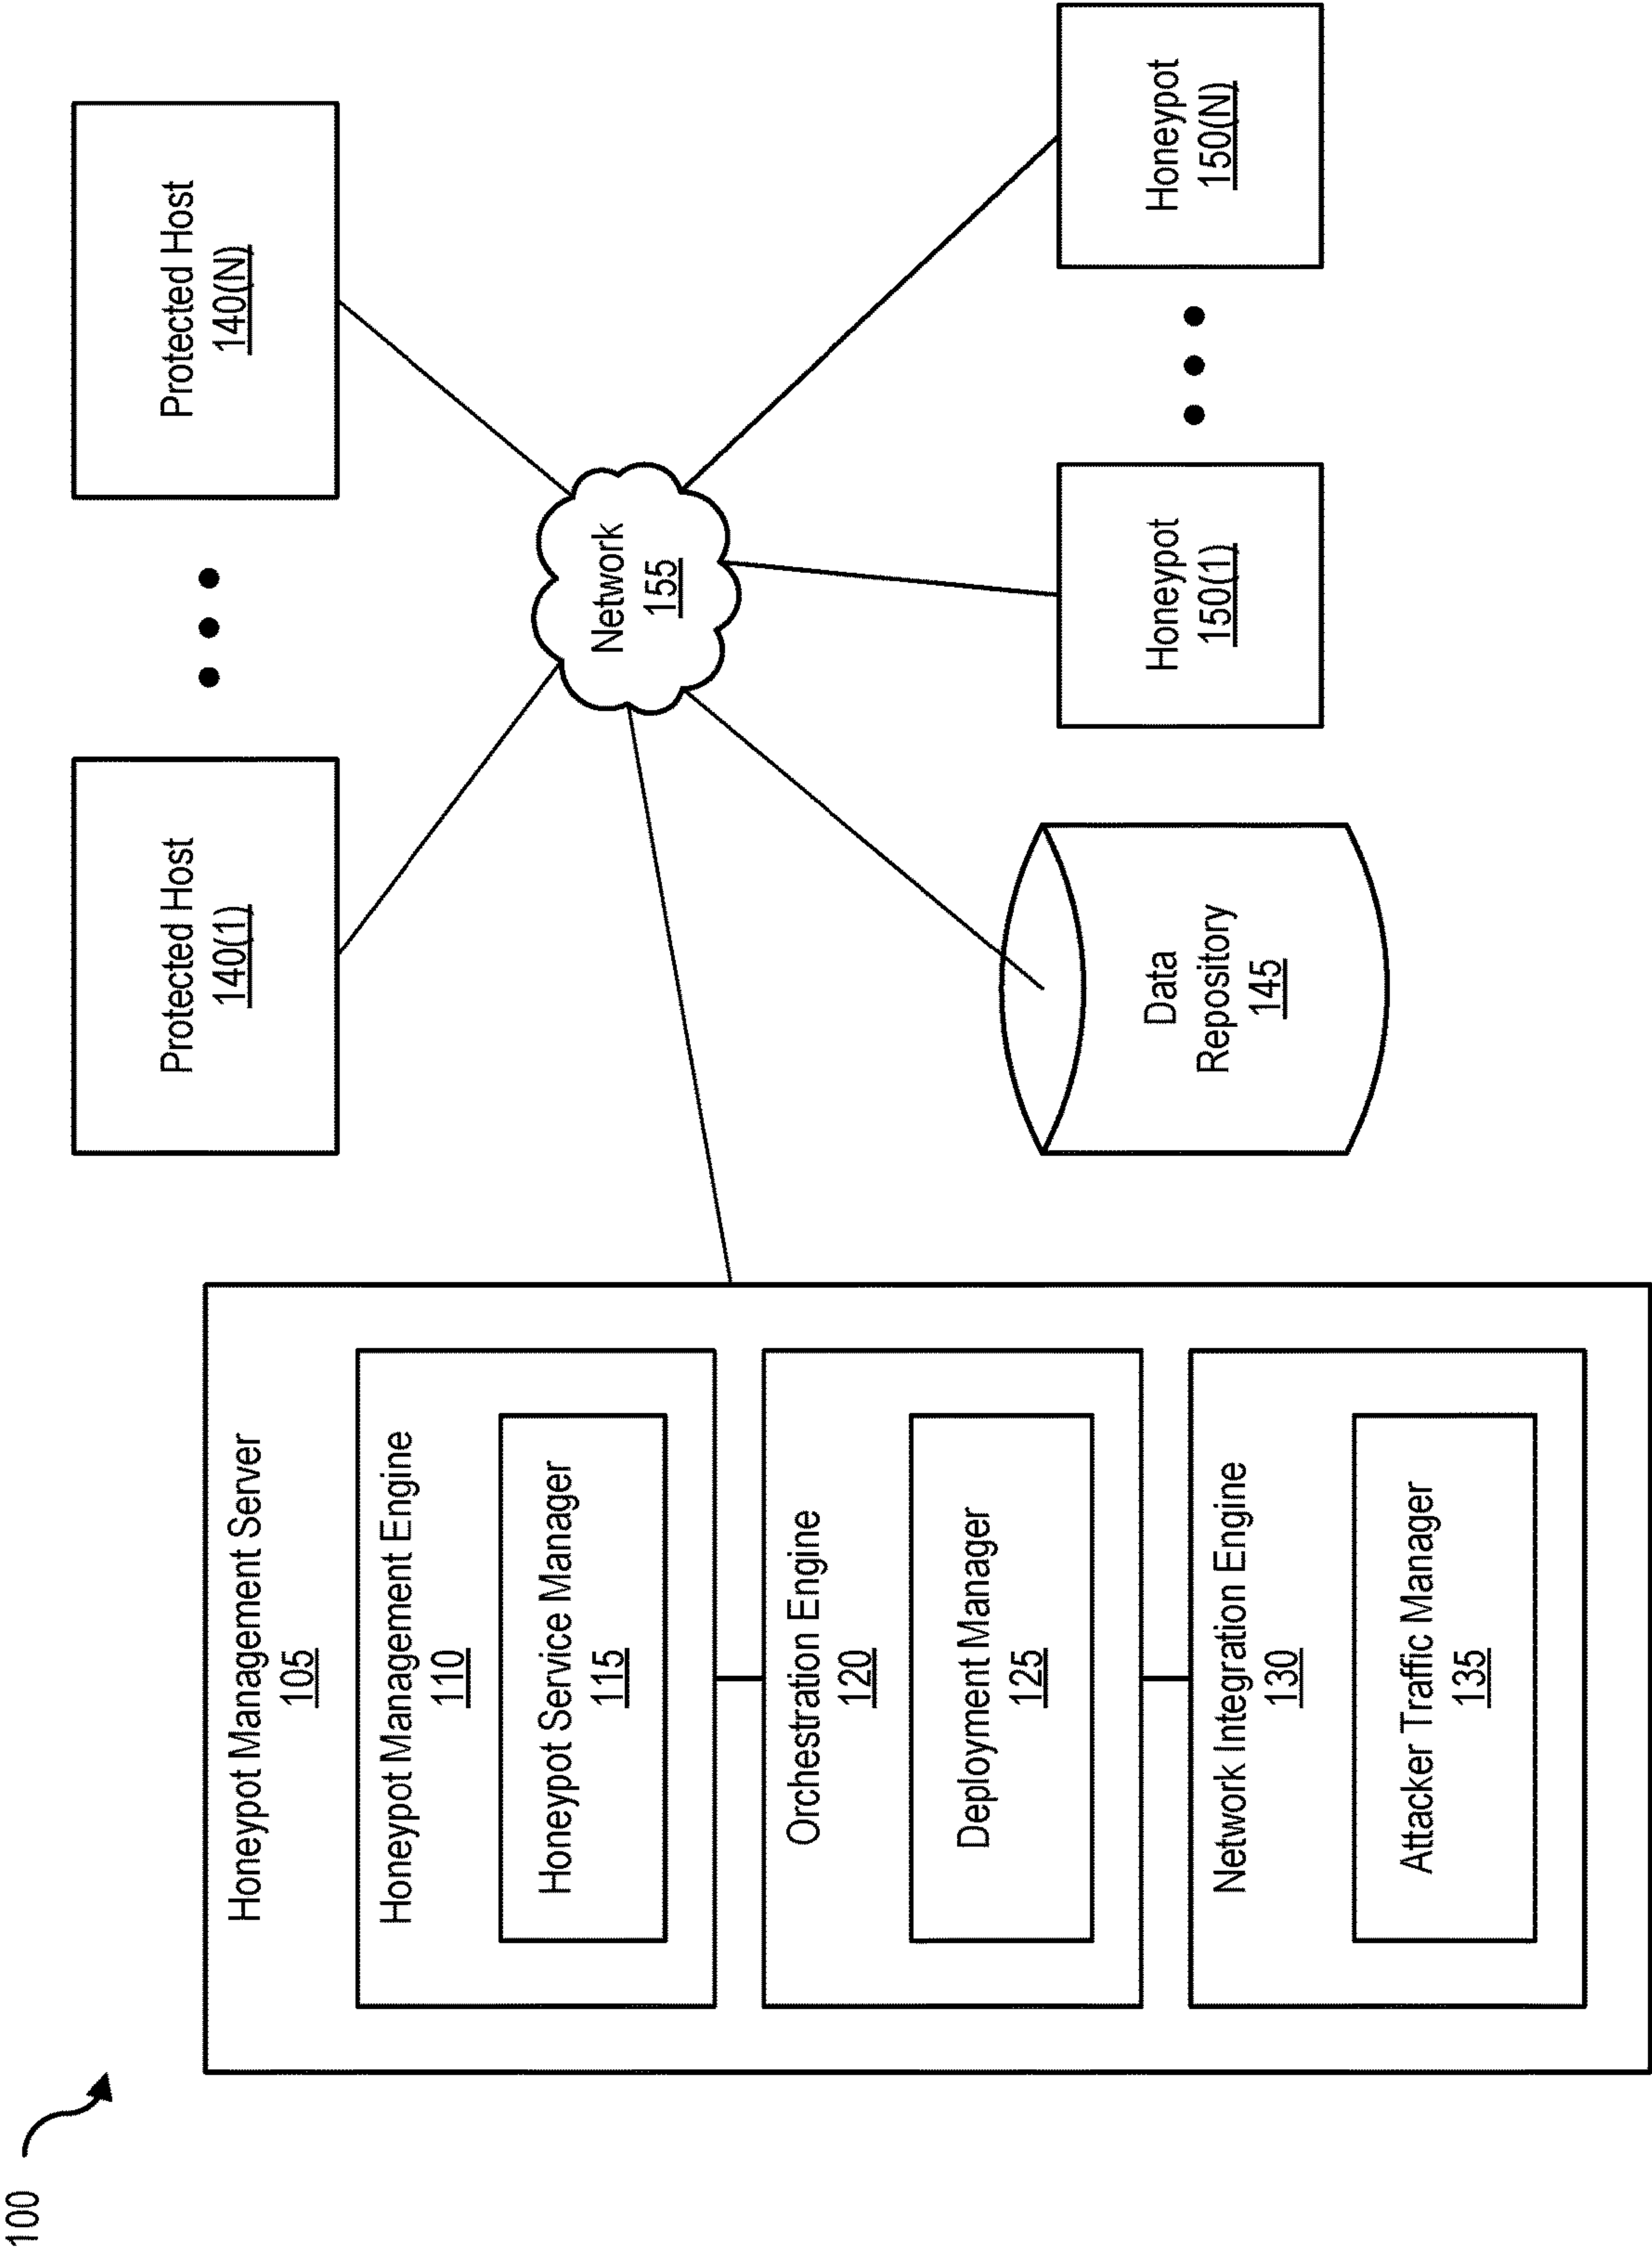 100
Honeypot Management Server
105
Honeypot Management Engine
110
Honeypot Service Manager
115
Orchestration Engine
120
Deployment Manager
125
Network Integration Engine
130
Attacker Traffic Manager
135
Protected Host
140(1)
Protected Host
140(N)
Network
155
Data
Repository
145
Honeypot
150(1)
Honeypot
150(N)